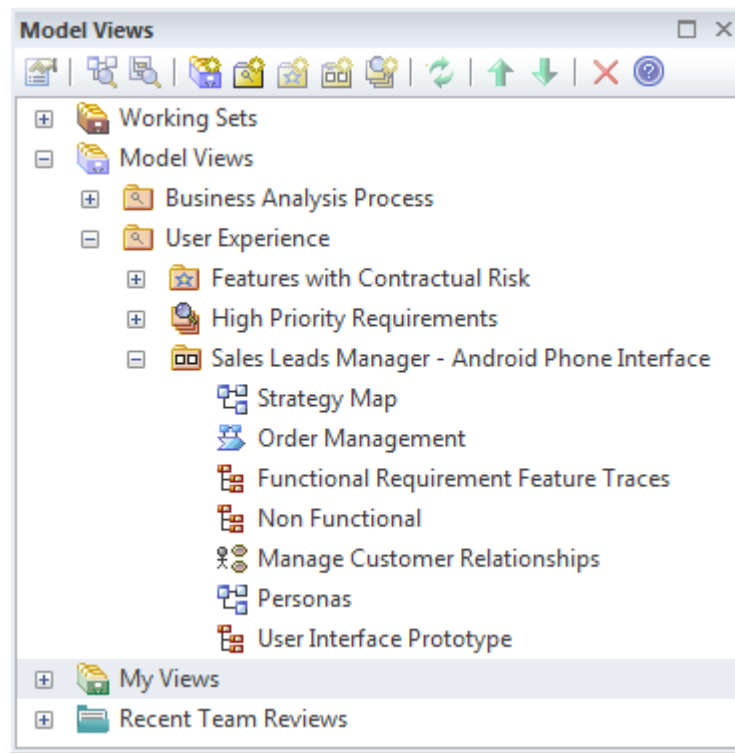 Model Views
Working Sets
Model Views
Business Analysis Process
User Experience
Features with Contractual Risk
High Priority Requirements
Sales Leads Manager - Android Phone Interface
Strategy Map
Order Management
Functional Requirement Feature Traces
Non Functional
Manage Customer Relationships
Personas
User Interface Prototype
My Views
Recent Team Reviews